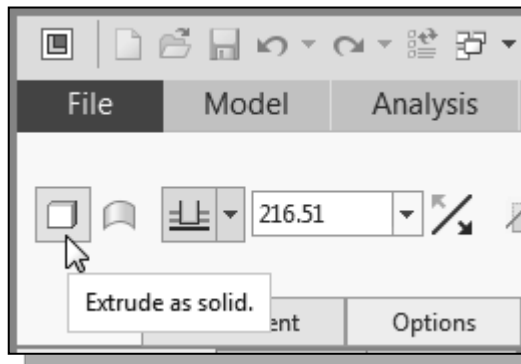 File Model Analysis
216.51
Extrude as solid.
ent Options